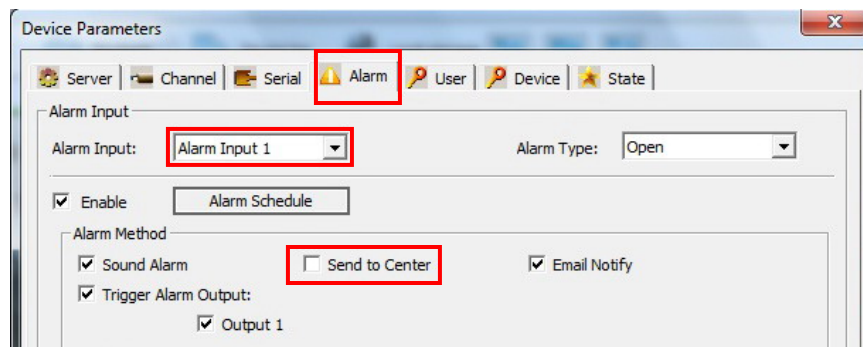 Device Parameters
Server Channel Serial Alarm User Device State
Alarm Input
Alarm Input: Alarm Input 1 Alarm Type: Open
Enable Alarm Schedule
Alarm Method
Sound Alarm Send to Center Email Notify
Trigger Alarm Output:
Output 1